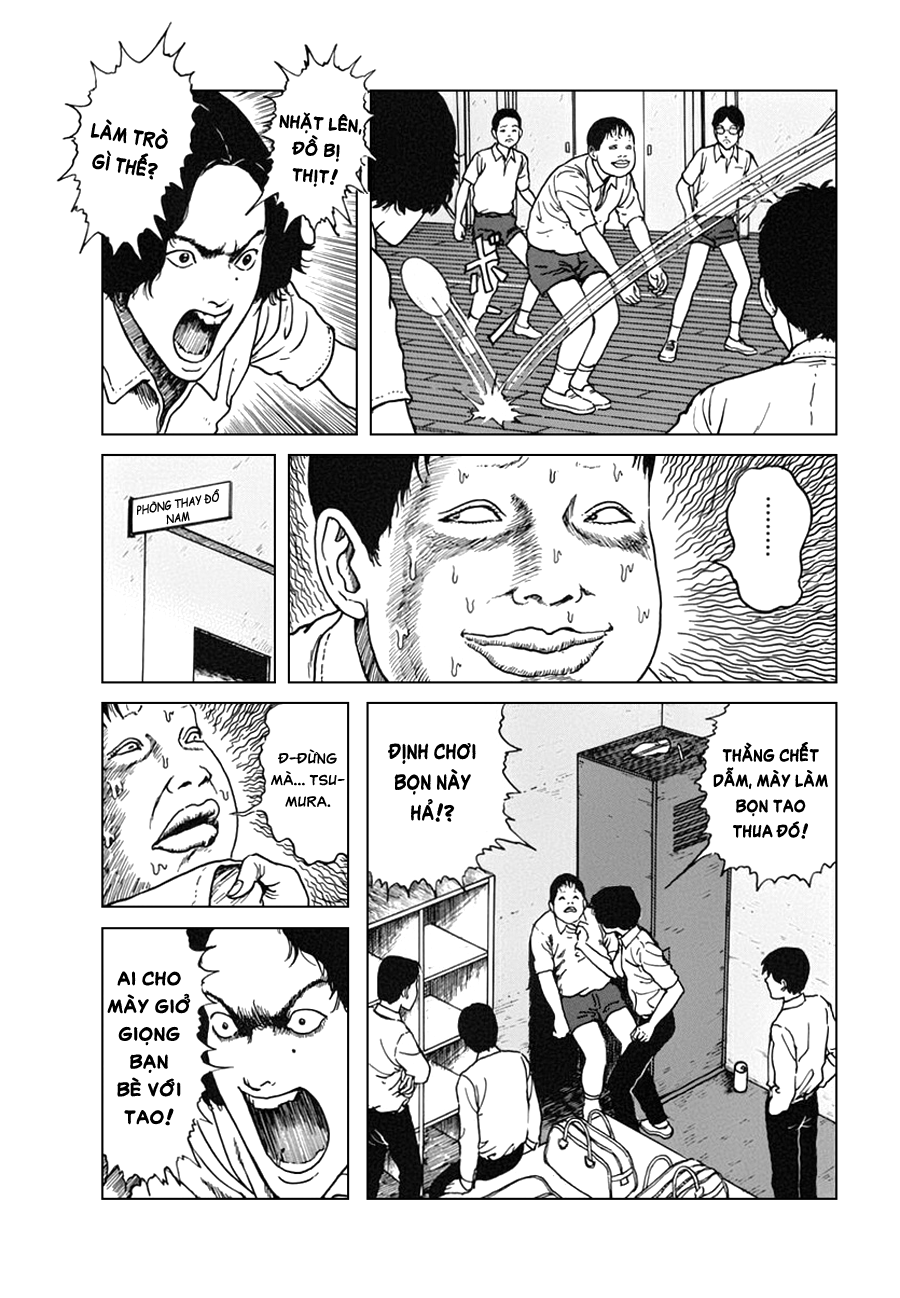 NHẶT LÊN,
ĐỒ BỊ
THỊT!
LÀM TRÒ
GÌ THẾ?
ボ
.........
PHÒNG THAY ĐỒ
NAM
THẰNG CHẾT
DẪM, MÀY LÀM
BỌN TAO
THUA ĐÓ!
ĐỊNH CHƠI
BỌN NÀY
HẢ!?
Đ-ĐỪNG
MÀ... TSU-
MURA.
AI CHO
MÀY GIỞ
GIỌNG
BẠN
BÈ VỚI
TAO!